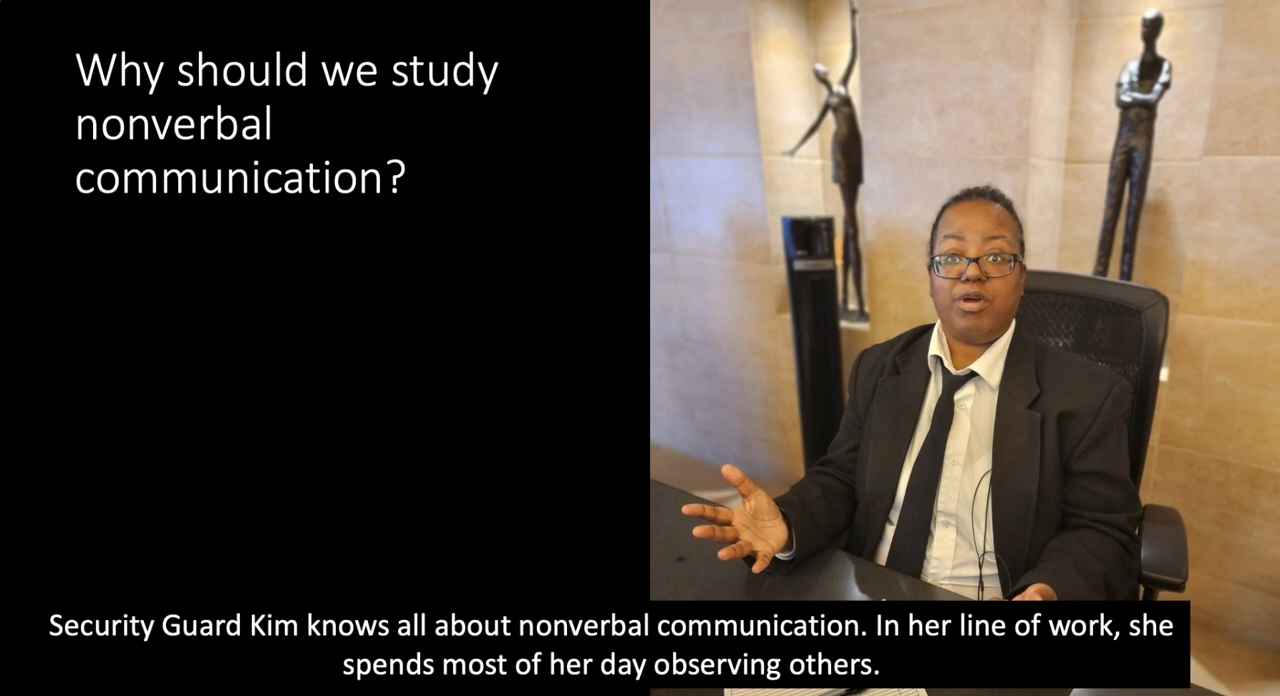 Why should we study
nonverbal
communication?
Security Guard Kim knows all about nonverbal communication. In her line of work, she
spends most of her day observing others.